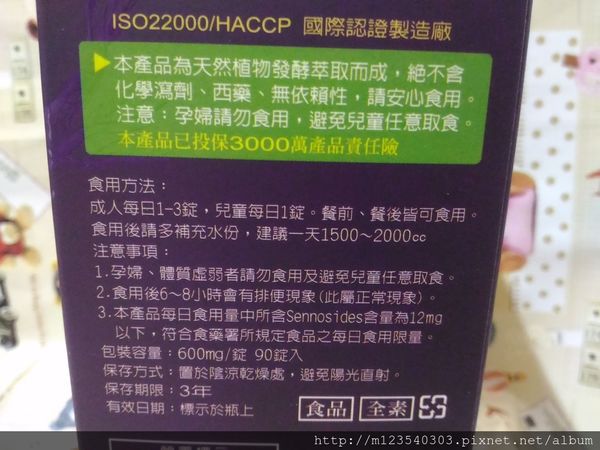 ISO22000/HACCP 國際認證製造廠
▶本產品為天然植物發酵萃取而成，絕不含
化學瀉劑、西藥、無依賴性，請安心食用。
注意：孕婦請勿食用，避免兒童任意取食。
本產品已投保3000萬產品責任險
食用方法：
成人每日1-3錠，兒童每日1錠。餐前、餐後皆可食用。
食用後請多補充水份，建議一天1500~2000cc
注意事項：
1.孕婦、體質虛弱者請勿食用及避免兒童任意取食。
2.食用後6~8小時會有排便現象(此屬正常現象)。
3.本產品每日食用量中所含Sennosides含量為12mg
以下，符合食藥署所規定食品之每日食用限量。
包裝容量：600mg/錠 90錠入
保存方式：置於陰涼乾燥處，避免陽光直射。
保存期限：3年
有效日期：標示於瓶上
食品 全素
http://m123540303.pixnet.net/album